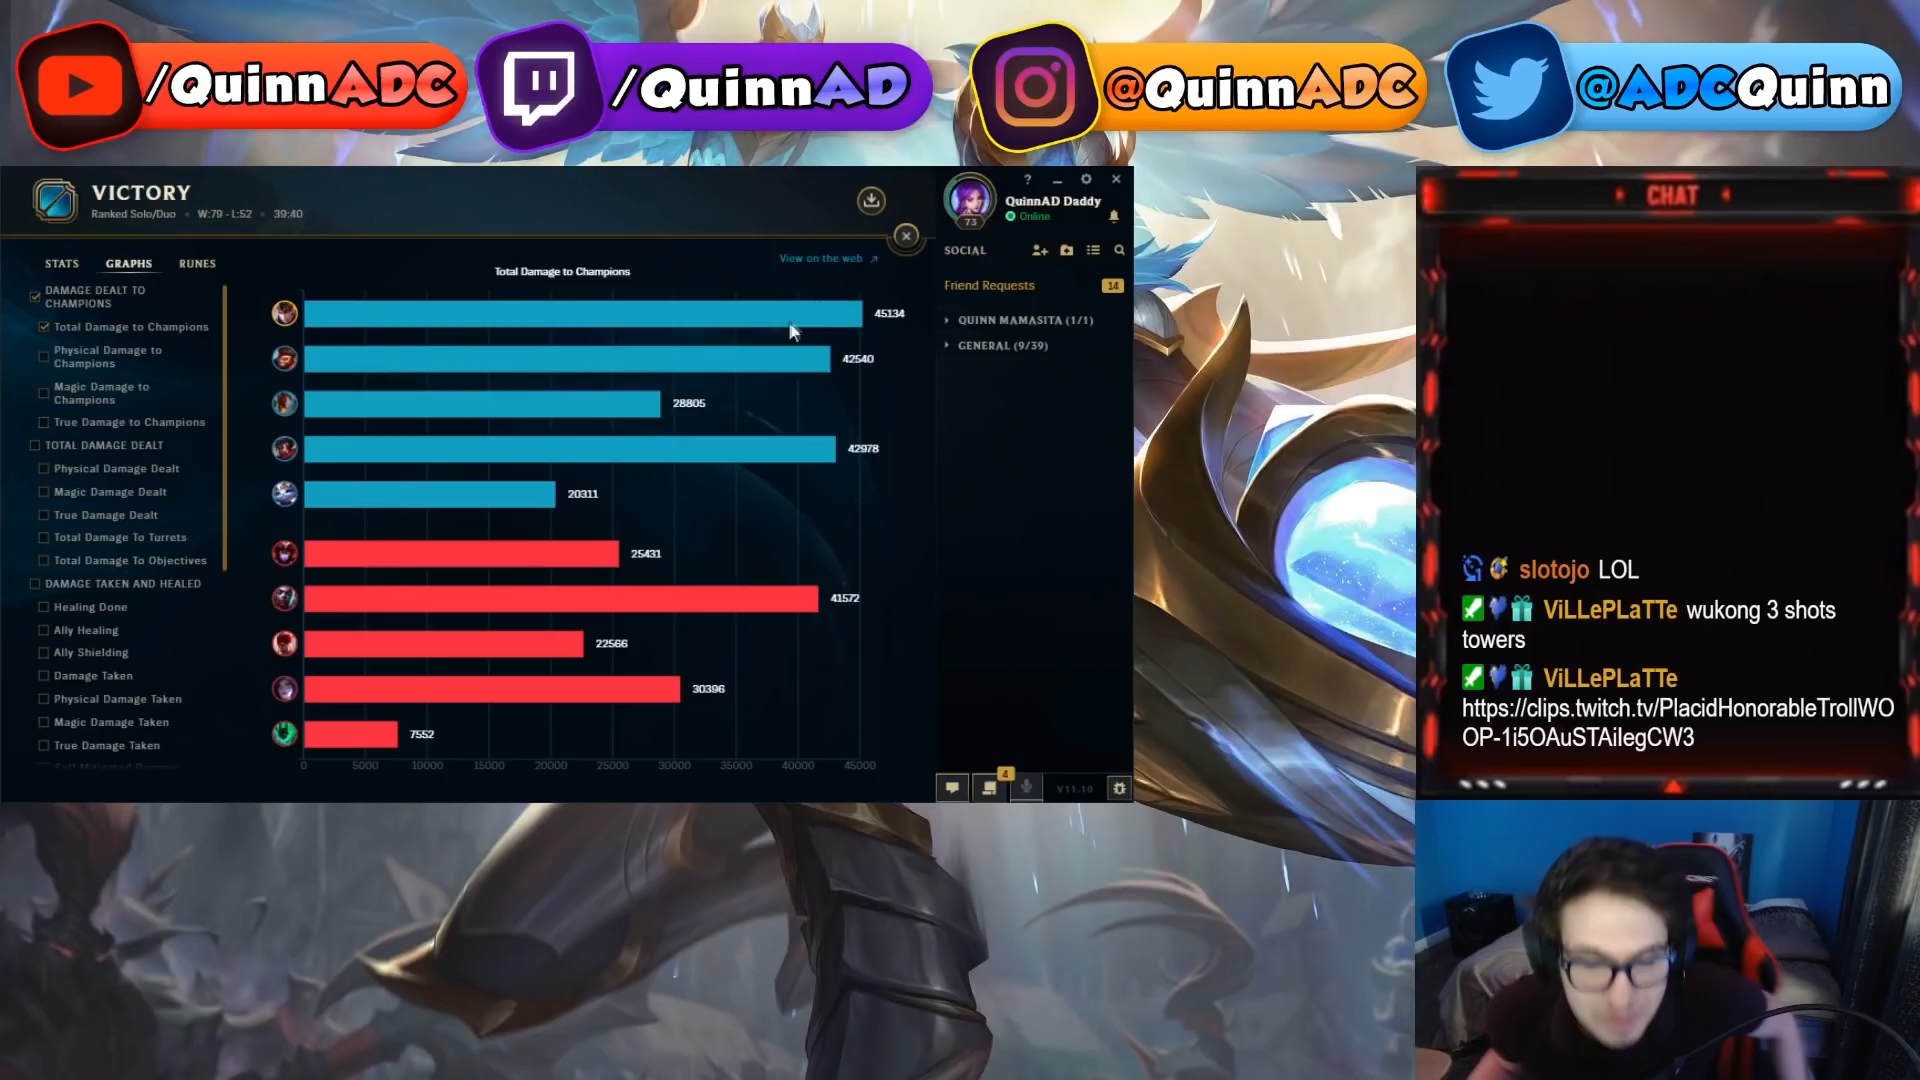 /QuinnADC
/QuinnAD
@QuinnADC
@ADCQuinn
VICTORY
Ranked Solo/Duo • W:79 - L:52 • 39:40
STATS GRAPHS RUNES
View on the web
DAMAGE DEALT TO
CHAMPIONS
Total Damage to Champions
Physical Damage to
Champions
Magic Damage to
Champions
True Damage to Champions
TOTAL DAMAGE DEALT
Physical Damage Dealt
Magic Damage Dealt
True Damage Dealt
Total Damage To Turrets
Total Damage To Objectives
DAMAGE TAKEN AND HEALED
Healing Done
Ally Healing
Ally Shielding
Damage Taken
Physical Damage Taken
Magic Damage Taken
True Damage Taken
Total Damage to Champions
45134
42540
28805
42978
20311
25431
41572
22566
30396
7552
0 5000 10000 15000 20000 25000 30000 35000 40000 45000
73
QuinnAD Daddy
Online
SOCIAL
Friend Requests 14
QUINN MAMASITA (1/1)
GENERAL (9/39)
4
V11.10
CHAT
slotojo LOL
ViLLePLaTTe wukong 3 shots
towers
ViLLePLaTTe
https://clips.twitch.tv/PlacidHonorableTrollWO
OP-1i5OAuSTAilegCW3